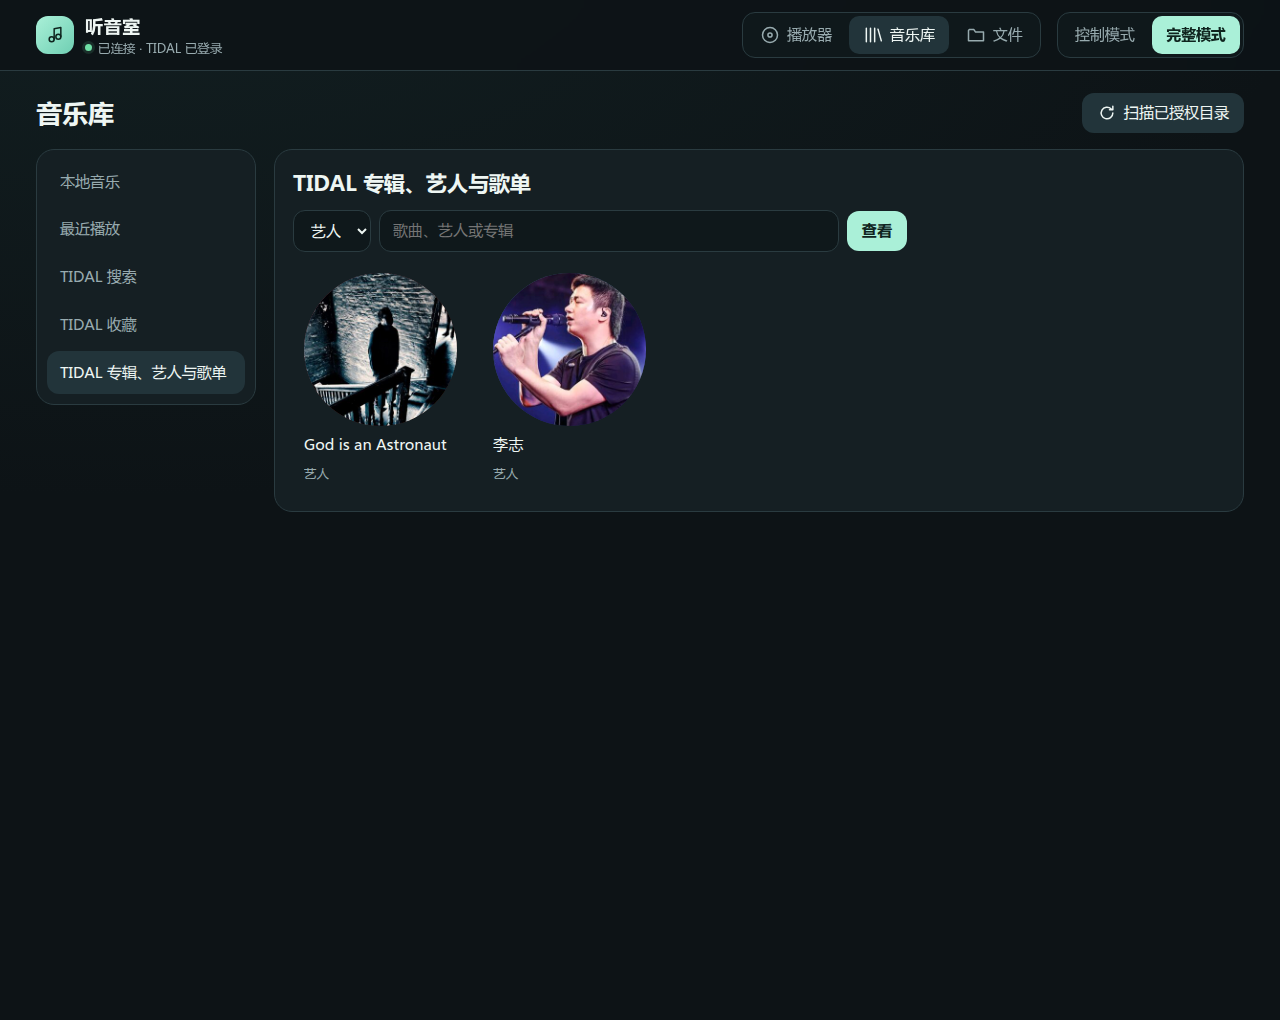 听音室
已连接 · TIDAL 已登录
播放器
音乐库
文件
控制模式
完整模式
音乐库
扫描已授权目录
本地音乐
最近播放
TIDAL 搜索
TIDAL 收藏
TIDAL 专辑、艺人与歌单
TIDAL 专辑、艺人与歌单
艺人
歌曲、艺人或专辑
查看
God is an Astronaut
艺人
李志
艺人